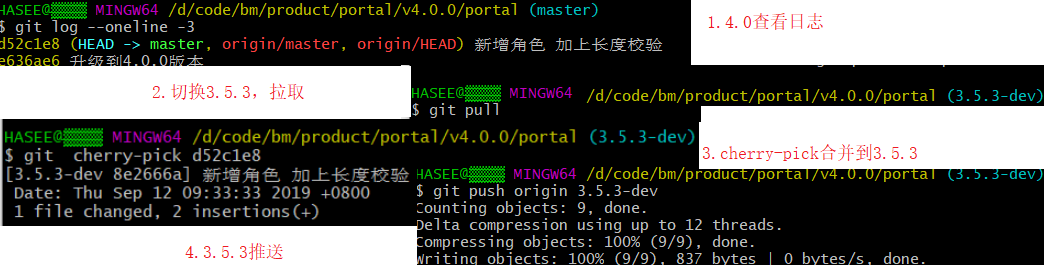 HASEE@ MINGW64 /d/code/bm/product/portal/v4.0.0/portal (master)
$ git log --oneline -3
d52c1e8 (HEAD -> master, origin/master, origin/HEAD) 新增角色 加上长度校验
e636ae6 升级到4.0.0版本
1.4.0查看日志
2.切换3.5.3，拉取
HASEE@ MINGW64 /d/code/bm/product/portal/v4.0.0/portal (3.5.3-dev)
$ git pull
HASEE@ MINGW64 /d/code/bm/product/portal/v4.0.0/portal (3.5.3-dev)
$ git  cherry-pick d52c1e8
[3.5.3-dev 8e2666a] 新增角色 加上长度校验
Date: Thu Sep 12 09:33:33 2019 +0800
1 file changed, 2 insertions(+)
3.cherry-pick合并到3.5.3
HASEE@ MINGW64 /d/code/bm/product/portal/v4.0.0/portal (3.5.3-dev)
$ git push origin 3.5.3-dev
Counting objects: 9, done.
Delta compression using up to 12 threads.
Compressing objects: 100% (9/9), done.
Writing objects: 100% (9/9), 837 bytes | 0 bytes/s, done.
4.3.5.3推送